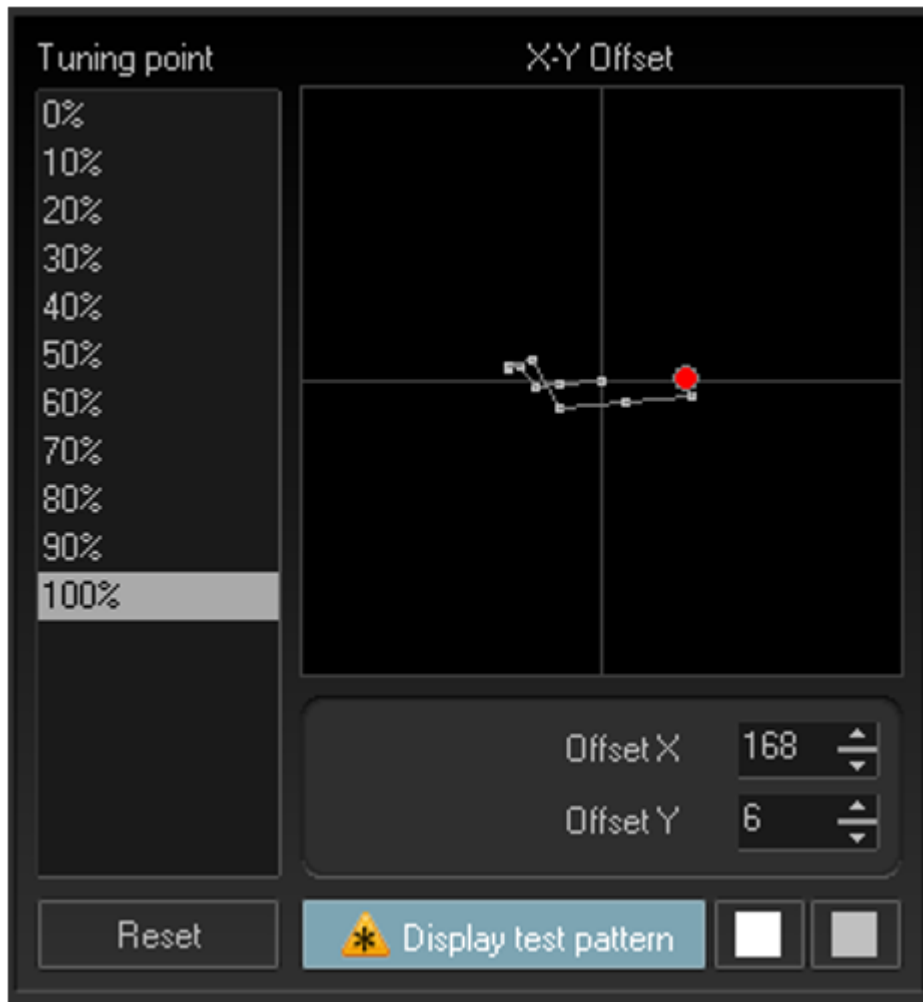 Tuning point
X-Y Offset
0%
10%
20%
30%
40%
50%
60%
70%
80%
90%
100%
Offset X 168
Offset Y 6
Reset
Display test pattern